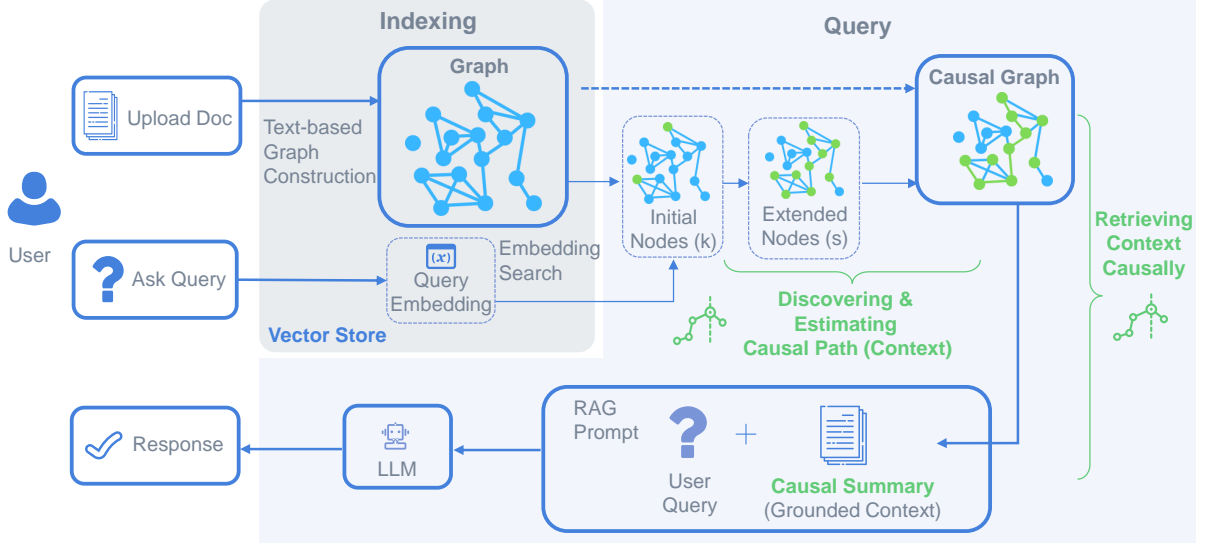 Indexing
Query
Graph
Causal Graph
Upload Doc
Text-based
Graph
Construction
Initial
Nodes (k)
Extended
Nodes (s)
User
Ask Query
(x)
Query
Embedding
Embedding
Search
Vector Store
Discovering &
Estimating
Causal Path (Context)
Retrieving
Context
Causally
Response
LLM
RAG
Prompt
?
User
Query
+
Causal Summary
(Grounded Context)